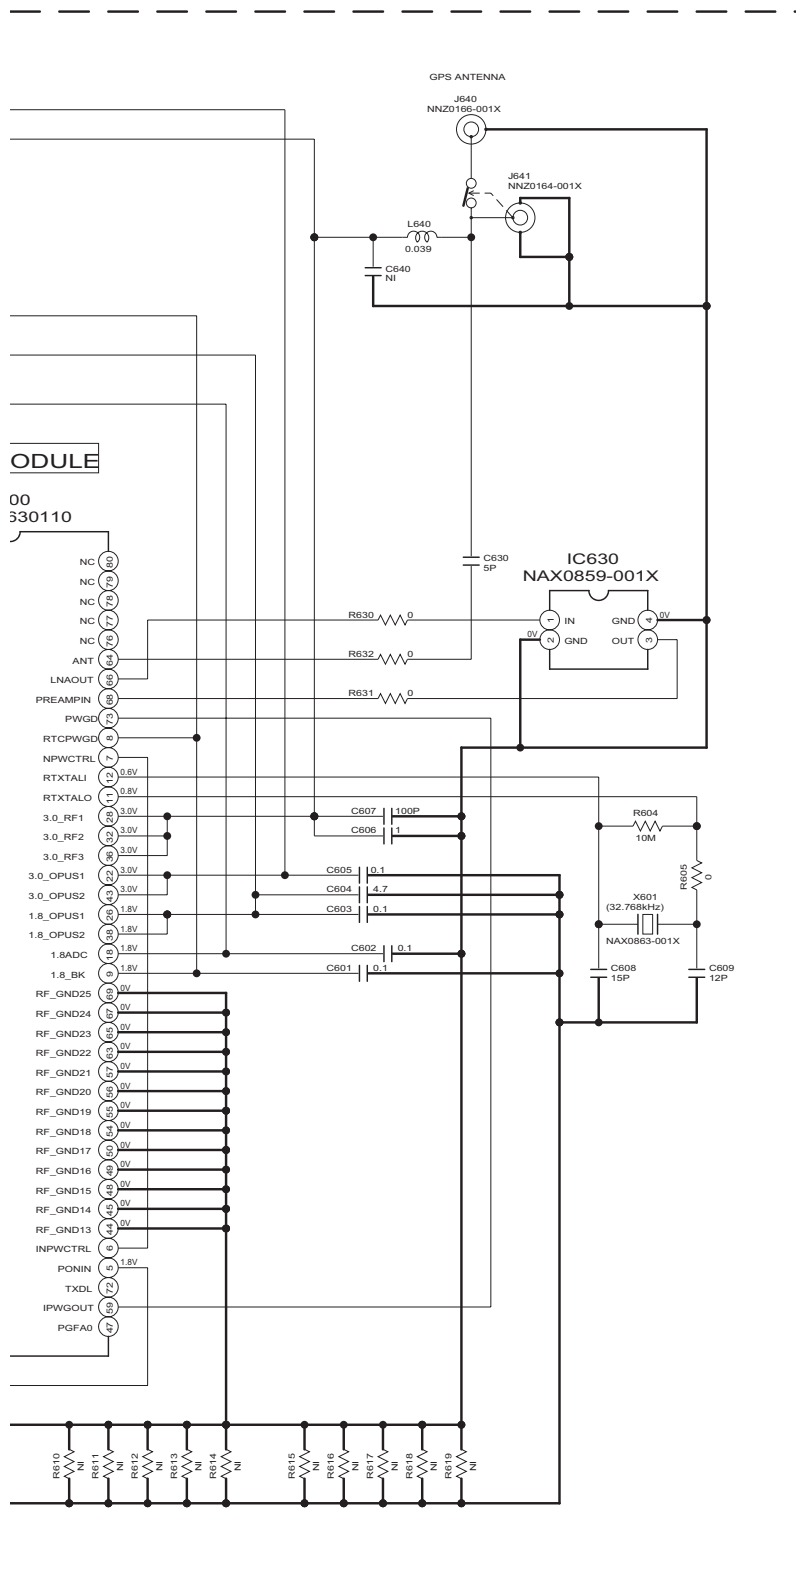 GPS ANTENNA
J640
NNZ0166-001X
J641
NNZ0164-001X
L640
0.039
C640
NI
ODULE
00
630110
C630
5P
IC630
NAX0859-001X
1 IN
GND 4 0V
0V 2 GND
OUT 3
NC 80
NC 79
NC 78
NC 77
NC 76
R630 0
ANT 64
R632 0
LNAOUT 66
PREAMPIN 68
R631 0
PWGD 73
RTCPWGD 8
NPWCTRL 7
RTXTALI 12 0.6V
RTXTALO 11 0.8V
3.0_RF1 28 3.0V
C607 100P
3.0_RF2 32 3.0V
C606 1
3.0_RF3 36 3.0V
3.0_OPUS1 22 3.0V
C605 0.1
3.0_OPUS2 43 3.0V
C604 4.7
1.8_OPUS1 26 1.8V
C603 0.1
1.8_OPUS2 38 1.8V
1.8ADC 18 1.8V
C602 0.1
1.8_BK 9 1.8V
C601 0.1
R604
10M
R605
0
X601
(32.768kHz)
NAX0863-001X
C608
15P
C609
12P
RF_GND25 69 0V
RF_GND24 67 0V
RF_GND23 65 0V
RF_GND22 63 0V
RF_GND21 57 0V
RF_GND20 56 0V
RF_GND19 55 0V
RF_GND18 54 0V
RF_GND17 50 0V
RF_GND16 49 0V
RF_GND15 48 0V
RF_GND14 45 0V
RF_GND13 44 0V
INPWCTRL 6
PONIN 5 1.8V
TXDL 72
IPWGOUT 59
PGFA0 47
R610 NI
R611 NI
R612 NI
R613 NI
R614 NI
R615 NI
R616 NI
R617 NI
R618 NI
R619 NI